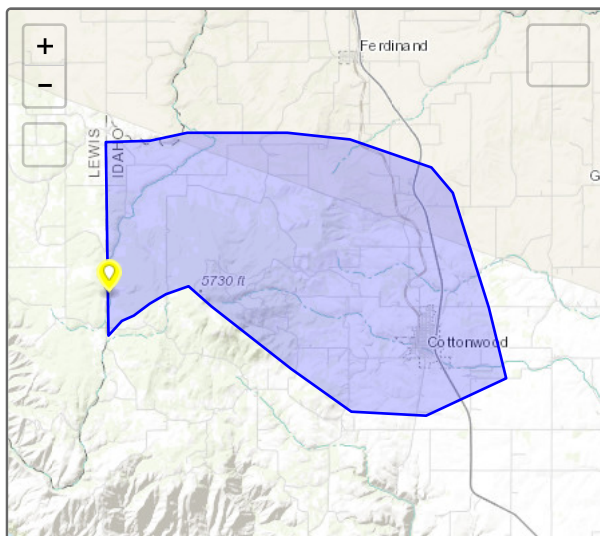 +
Ferdinand
−
LEWIS
IDAHO
G
5730 ft
Cottonwood